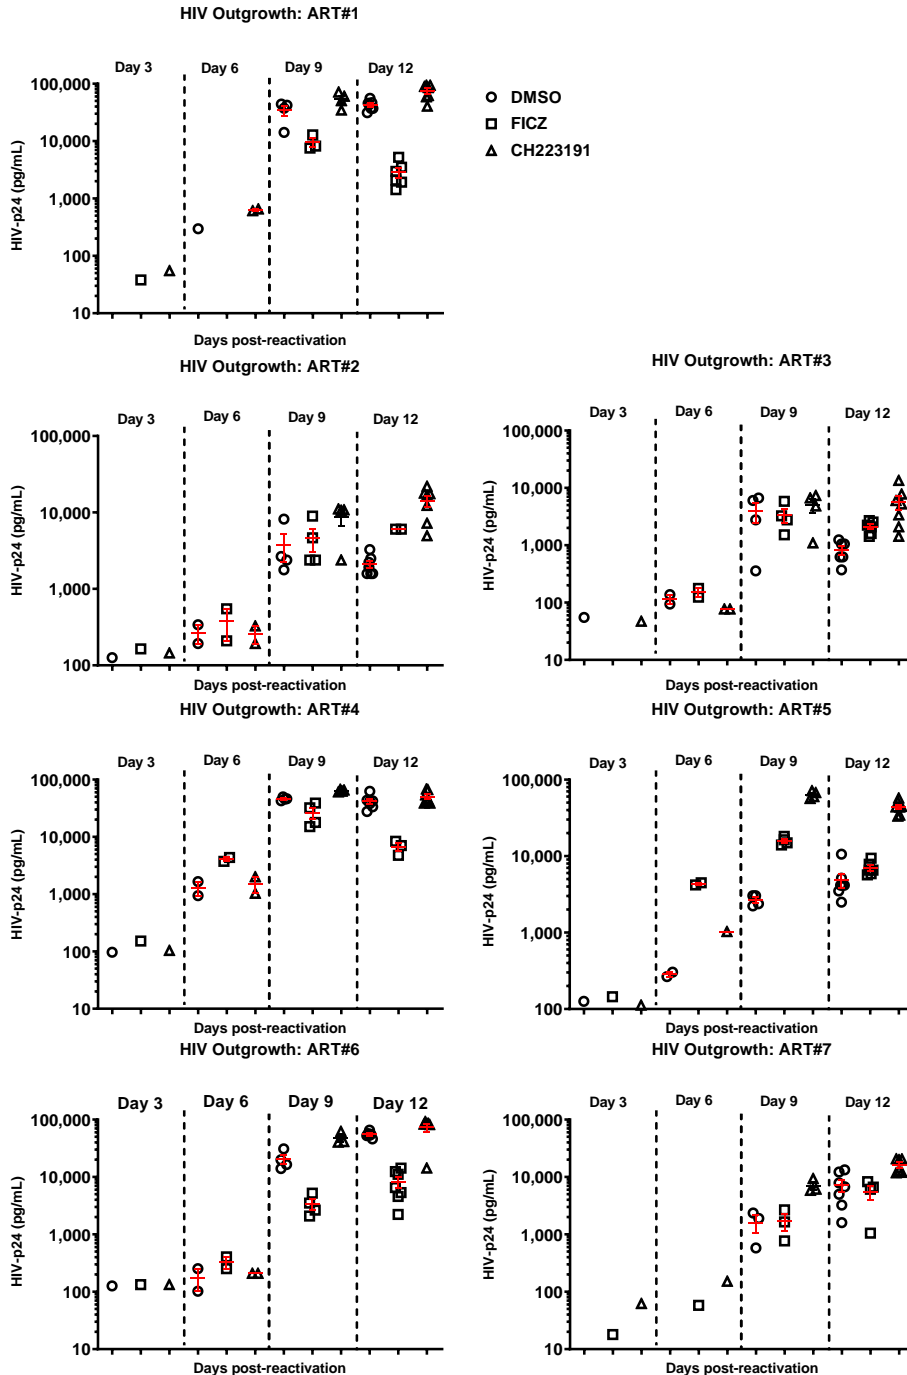 HIV Outgrowth: ART#1
Day 3 Day 6 Day 9 Day 12
100,000
10,000
1,000
100
10
HIV-p24 (pg/mL)
Days post-reactivation
DMSO
FICZ
CH223191
HIV Outgrowth: ART#2
Day 3 Day 6 Day 9 Day 12
100,000
10,000
1,000
100
HIV-p24 (pg/mL)
Days post-reactivation
HIV Outgrowth: ART#3
Day 3 Day 6 Day 9 Day 12
100,000
10,000
1,000
100
10
HIV-p24 (pg/mL)
Days post-reactivation
HIV Outgrowth: ART#4
Day 3 Day 6 Day 9 Day 12
100,000
10,000
1,000
100
10
HIV-p24 (pg/mL)
Days post-reactivation
HIV Outgrowth: ART#5
Day 3 Day 6 Day 9 Day 12
100,000
10,000
1,000
100
HIV-p24 (pg/mL)
Days post-reactivation
HIV Outgrowth: ART#6
Day 3 Day 6 Day 9 Day 12
100,000
10,000
1,000
100
10
HIV-p24 (pg/mL)
Days post-reactivation
HIV Outgrowth: ART#7
Day 3 Day 6 Day 9 Day 12
100,000
10,000
1,000
100
10
HIV-p24 (pg/mL)
Days post-reactivation